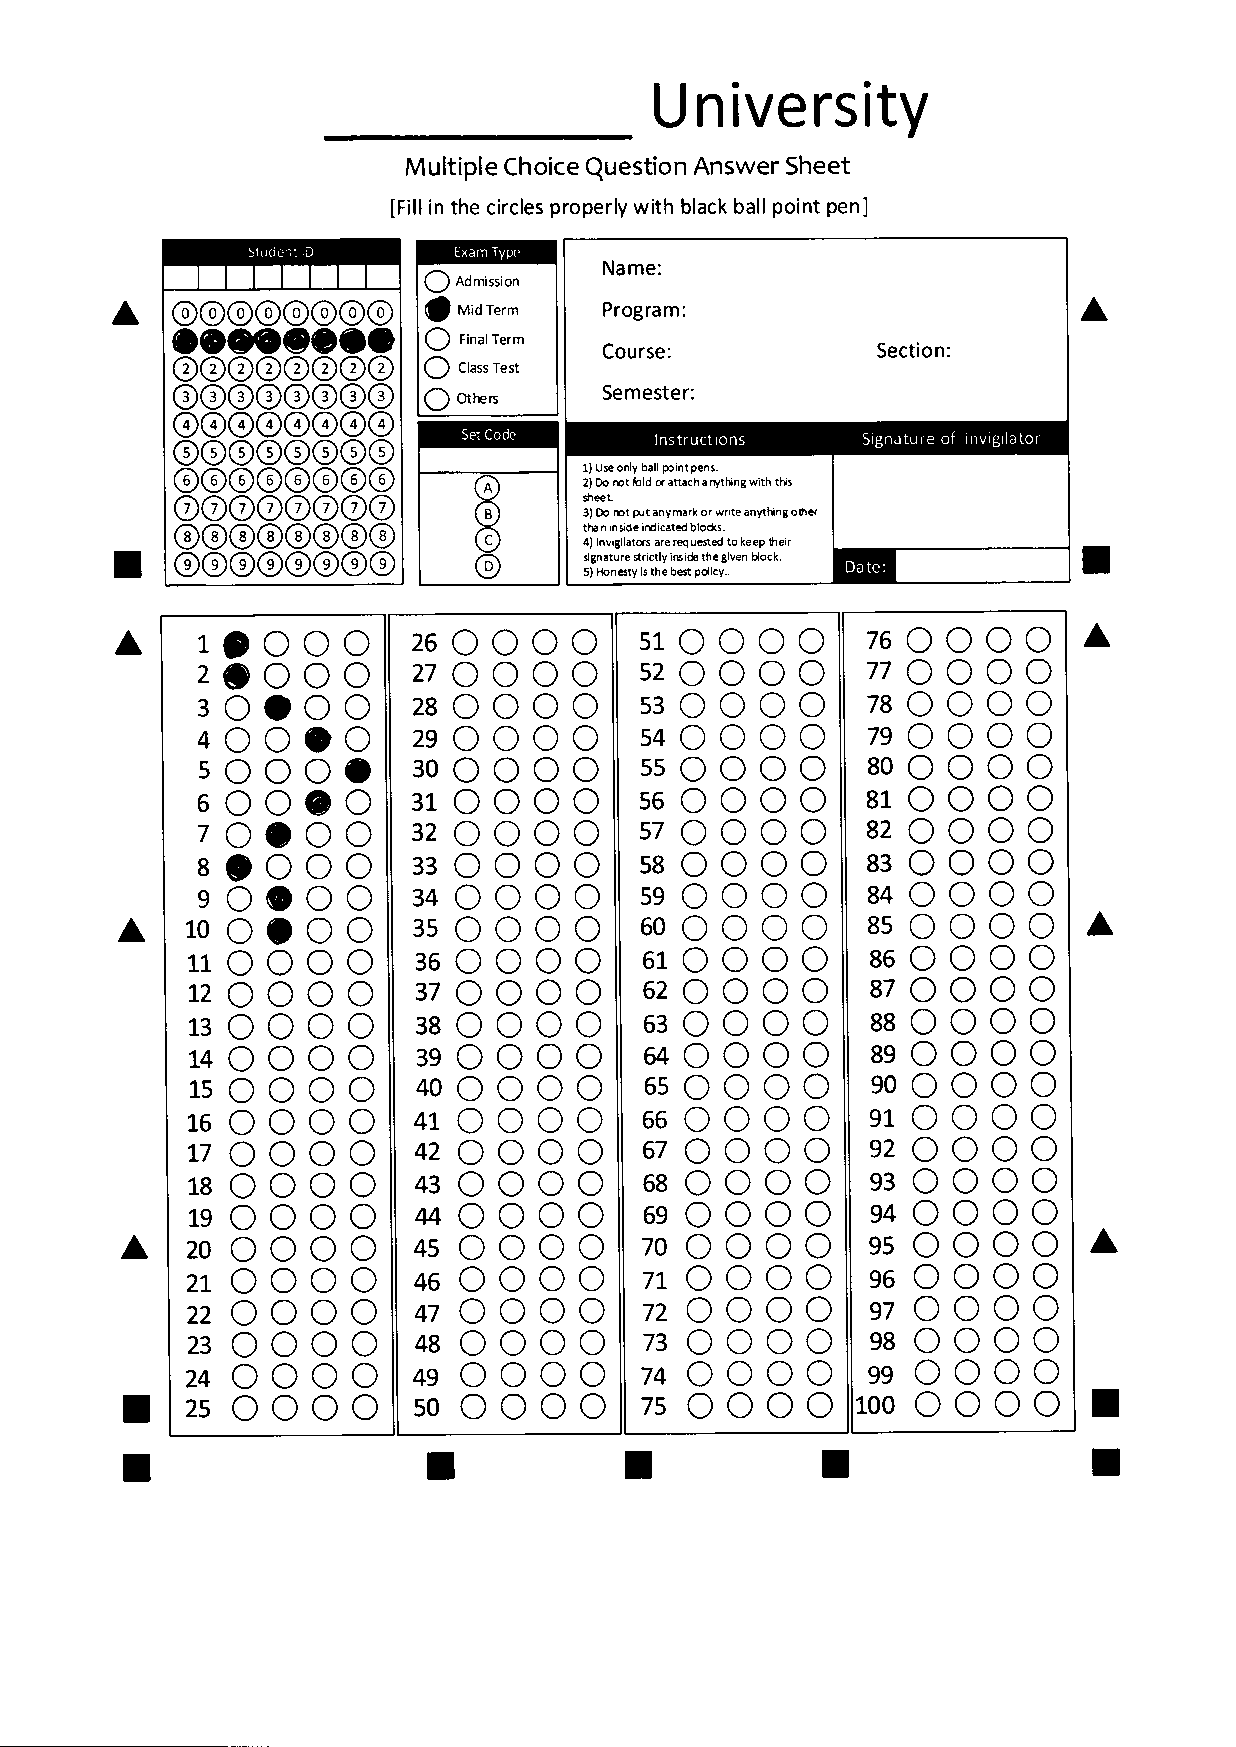 University
Multiple Choice Question Answer Sheet
[Fill in the circles properly with black ball point pen]
Student ID
0 0 0 0 0 0 0 0
2 2 2 2 2 2 2 2
3 3 3 3 3 3 3 3
4 4 4 4 4 4 4 4
5 5 5 5 5 5 5 5
6 6 6 6 6 6 6 6
7 7 7 7 7 7 7 7
8 8 8 8 8 8 8 8
9 9 9 9 9 9 9 9
Exam Type
Admission
Mid Term
Final Term
Class Test
Others
Set Code
A
B
C
D
Name:
Program:
Course: Section:
Semester:
Instructions Signature of invigilator
1) Use only ball point pens.
2) Do not fold or attach anything with this
sheet.
3) Do not put any mark or write anything other
than inside indicated blocks.
4) Invigilators are requested to keep their
signature strictly inside the given block.
5) Honesty is the best policy..
Date:
1 26 51 76
2 27 52 77
3 28 53 78
4 29 54 79
5 30 55 80
6 31 56 81
7 32 57 82
8 33 58 83
9 34 59 84
10 35 60 85
11 36 61 86
12 37 62 87
13 38 63 88
14 39 64 89
15 40 65 90
16 41 66 91
17 42 67 92
18 43 68 93
19 44 69 94
20 45 70 95
21 46 71 96
22 47 72 97
23 48 73 98
24 49 74 99
25 50 75 100